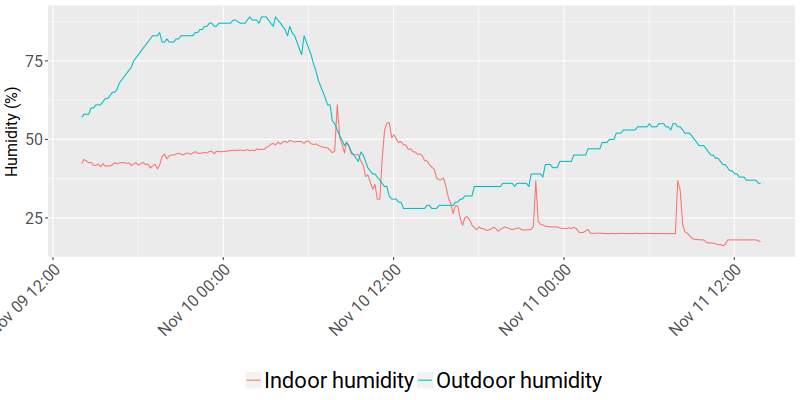 Humidity (%)
75
50
25
ov 09 12:00
Nov 10 00:00
Nov 10 12:00
Nov 11 00:00
Nov 11 12:00
Indoor humidity Outdoor humidity